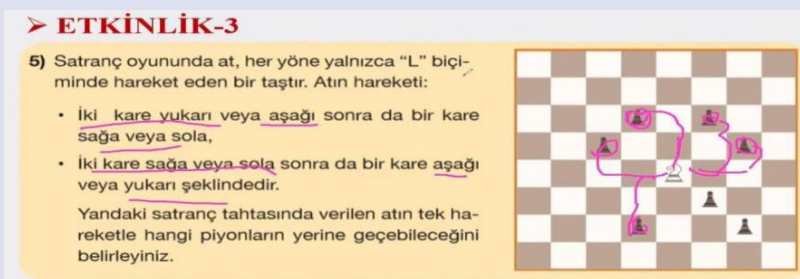 ➤ ETKİNLİK-3
5) Satranç oyununda at, her yöne yalnızca “L” biçi-
minde hareket eden bir taştır. Atın hareketi:
• İki kare yukarı veya aşağı sonra da bir kare
sağa veya sola,
• İki kare sağa veya sola sonra da bir kare aşağı
veya yukarı şeklindedir.
Yandaki satranç tahtasında verilen atın tek ha-
reketle hangi piyonların yerine geçebileceğini
belirleyiniz.